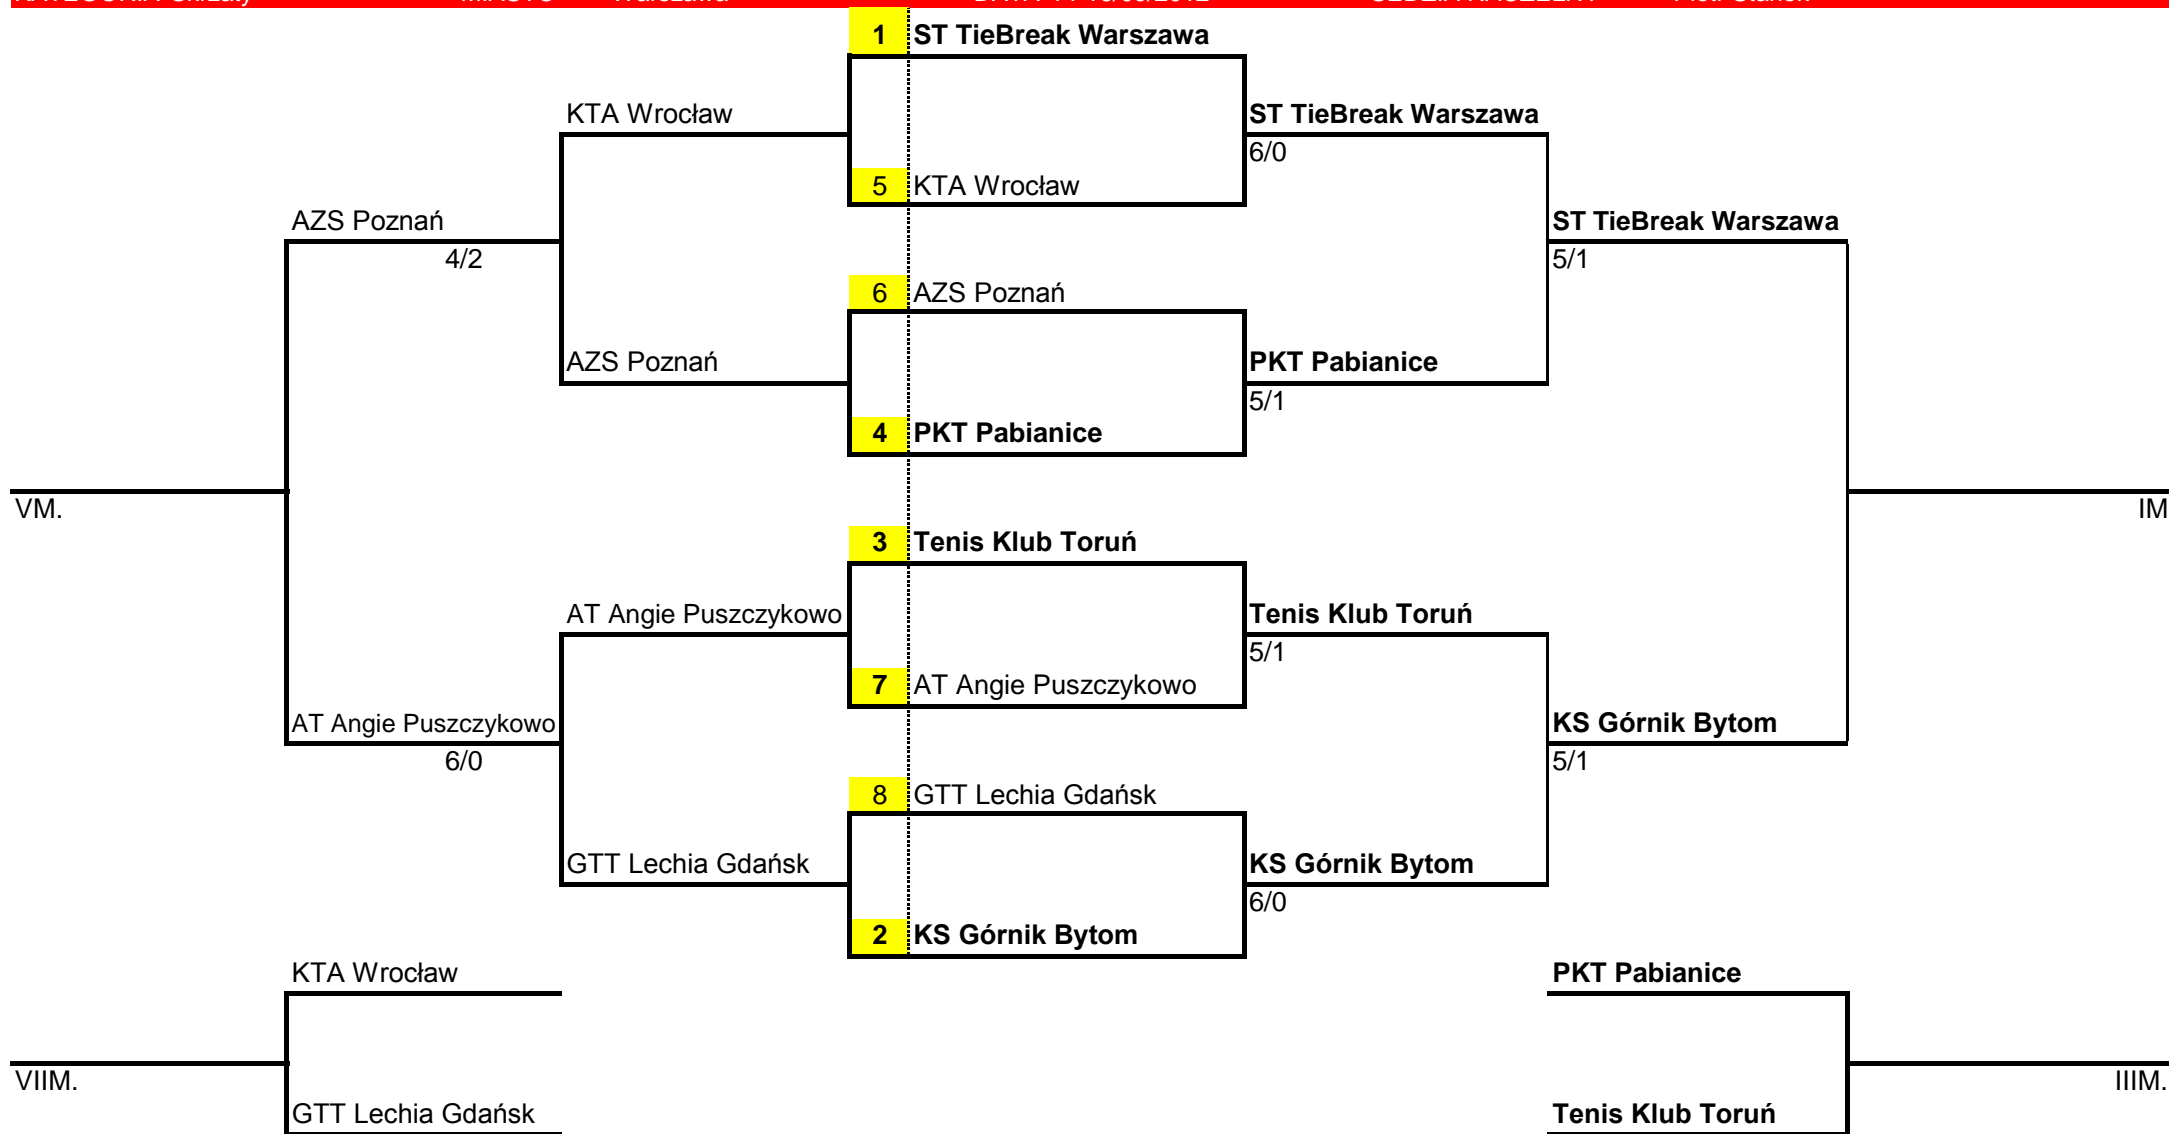 1 ST TieBreak Warszawa
KTA Wrocław ST TieBreak Warszawa
6/0
5 KTA Wrocław
AZS Poznań ST TieBreak Warszawa
4/2 5/1
6 AZS Poznań
AZS Poznań PKT Pabianice
5/1
4 PKT Pabianice
VM. IM
3 Tenis Klub Toruń
AT Angie Puszczykowo Tenis Klub Toruń
5/1
7 AT Angie Puszczykowo
AT Angie Puszczykowo KS Górnik Bytom
6/0 5/1
8 GTT Lechia Gdańsk
GTT Lechia Gdańsk KS Górnik Bytom
6/0
2 KS Górnik Bytom
KTA Wrocław PKT Pabianice
VIIM. IIIM.
GTT Lechia Gdańsk Tenis Klub Toruń